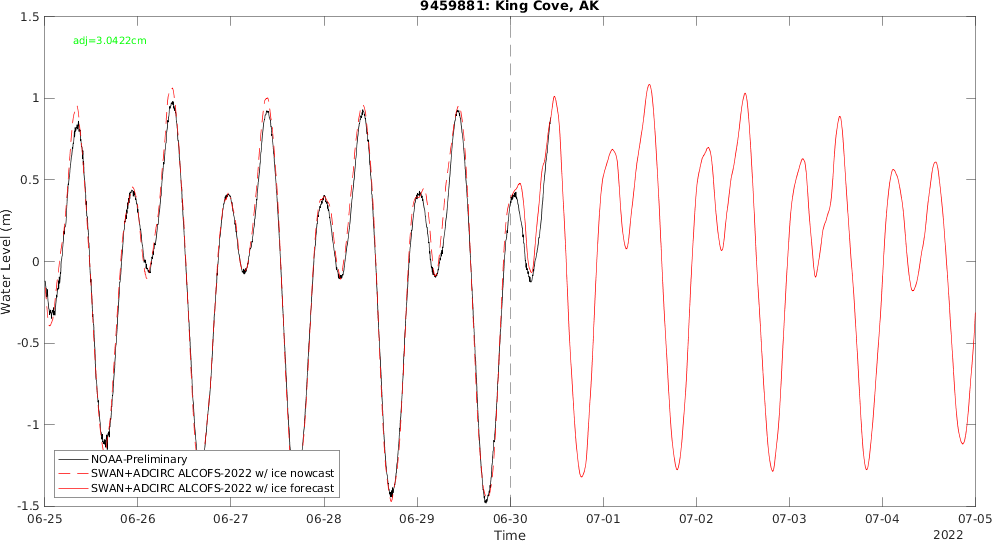 9459881: King Cove, AK
adj=3.0422cm
Water Level (m)
1.5
1
0.5
0
-0.5
-1
-1.5
NOAA-Preliminary
SWAN+ADCIRC ALCOFS-2022 w/ ice nowcast
SWAN+ADCIRC ALCOFS-2022 w/ ice forecast
06-25 06-26 06-27 06-28 06-29 06-30 07-01 07-02 07-03 07-04 07-05
Time
2022